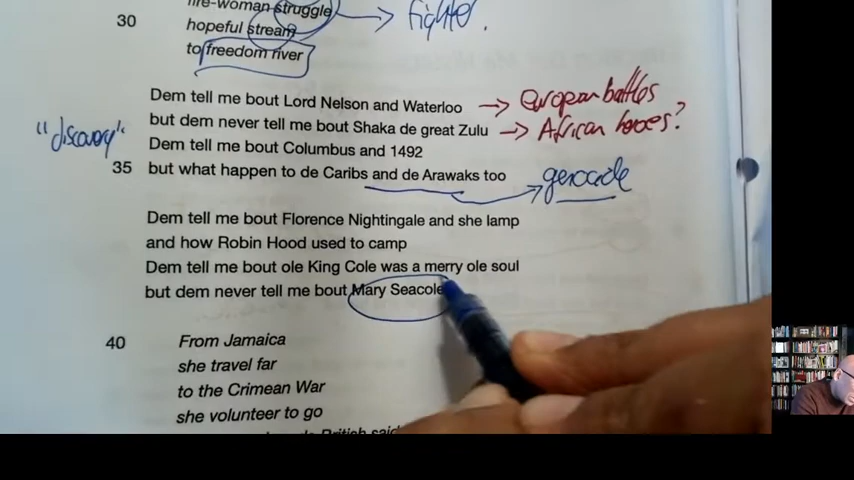 fire-woman struggle
fighter.
30
hopeful stream
to freedom river
Dem tell me bout Lord Nelson and Waterloo
European battles
but dem never tell me bout Shaka de great Zulu
African heroes?
"discovery"
Dem tell me bout Columbus and 1492
35 but what happen to de Caribs and de Arawaks too
genocide
Dem tell me bout Florence Nightingale and she lamp
and how Robin Hood used to camp
Dem tell me bout ole King Cole was a merry ole soul
but dem never tell me bout Mary Seacole
40 From Jamaica
she travel far
to the Crimean War
she volunteer to go
British said